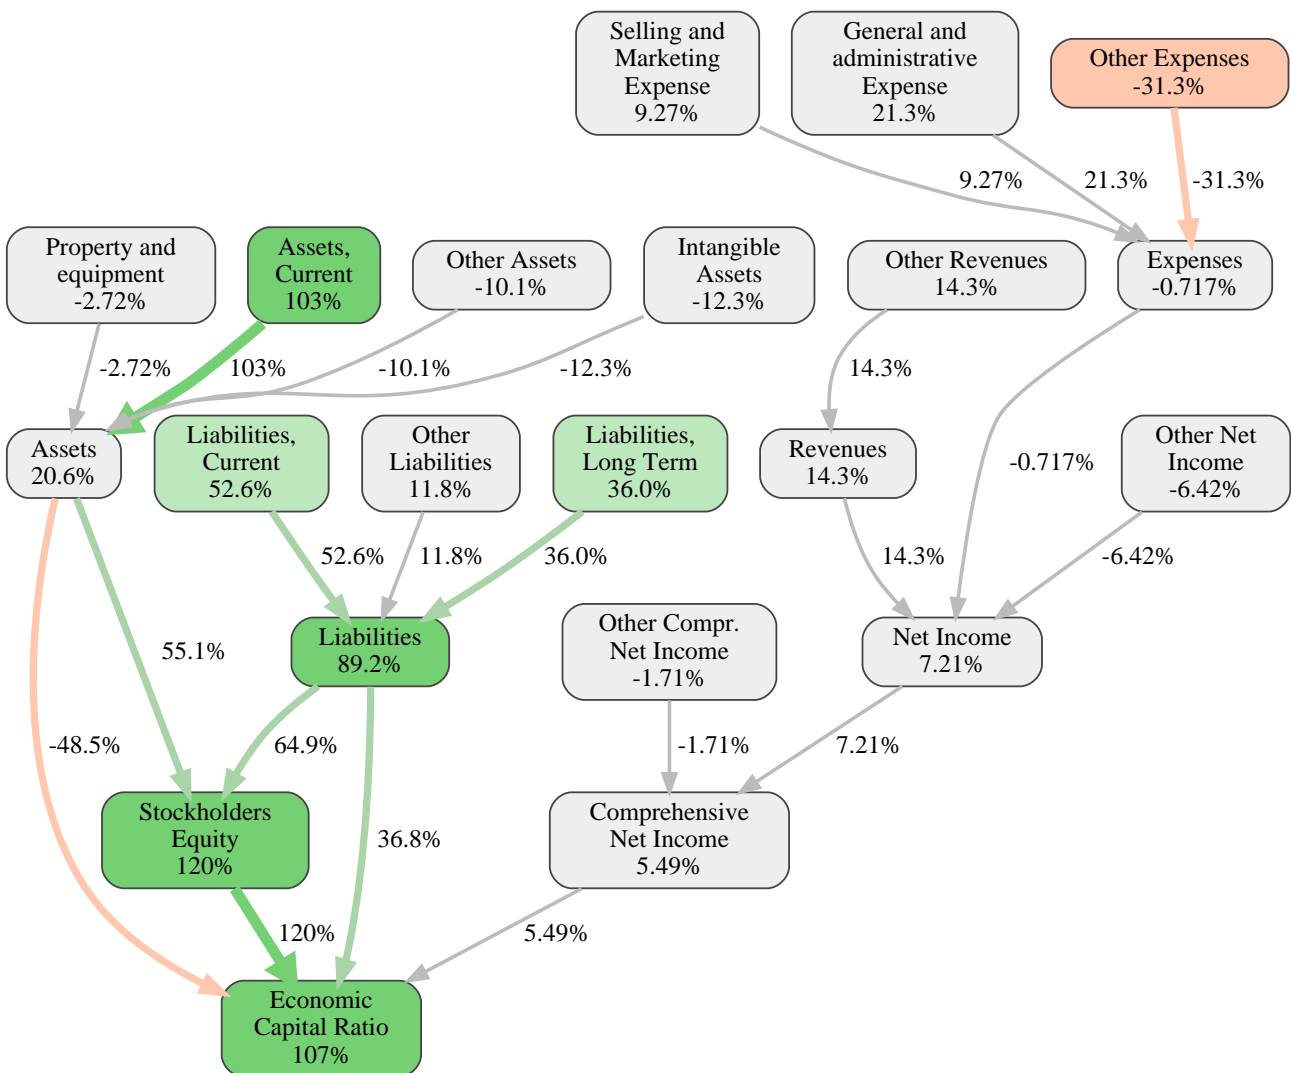 Selling and
Marketing
Expense
9.27%
General and
administrative
Expense
21.3%
Other Expenses
-31.3%
9.27%
21.3%
-31.3%
Property and
equipment
-2.72%
Assets,
Current
103%
Other Assets
-10.1%
Intangible
Assets
-12.3%
Other Revenues
14.3%
Expenses
-0.717%
-2.72%
103%
-10.1%
-12.3%
14.3%
Assets
20.6%
Liabilities,
Current
52.6%
Other
Liabilities
11.8%
Liabilities,
Long Term
36.0%
Revenues
14.3%
-0.717%
Other Net
Income
-6.42%
52.6%
11.8%
36.0%
14.3%
-6.42%
55.1%
Liabilities
89.2%
Other Compr.
Net Income
-1.71%
Net Income
7.21%
-48.5%
64.9%
-1.71%
7.21%
Stockholders
Equity
120%
36.8%
Comprehensive
Net Income
5.49%
120%
5.49%
Economic
Capital Ratio
107%